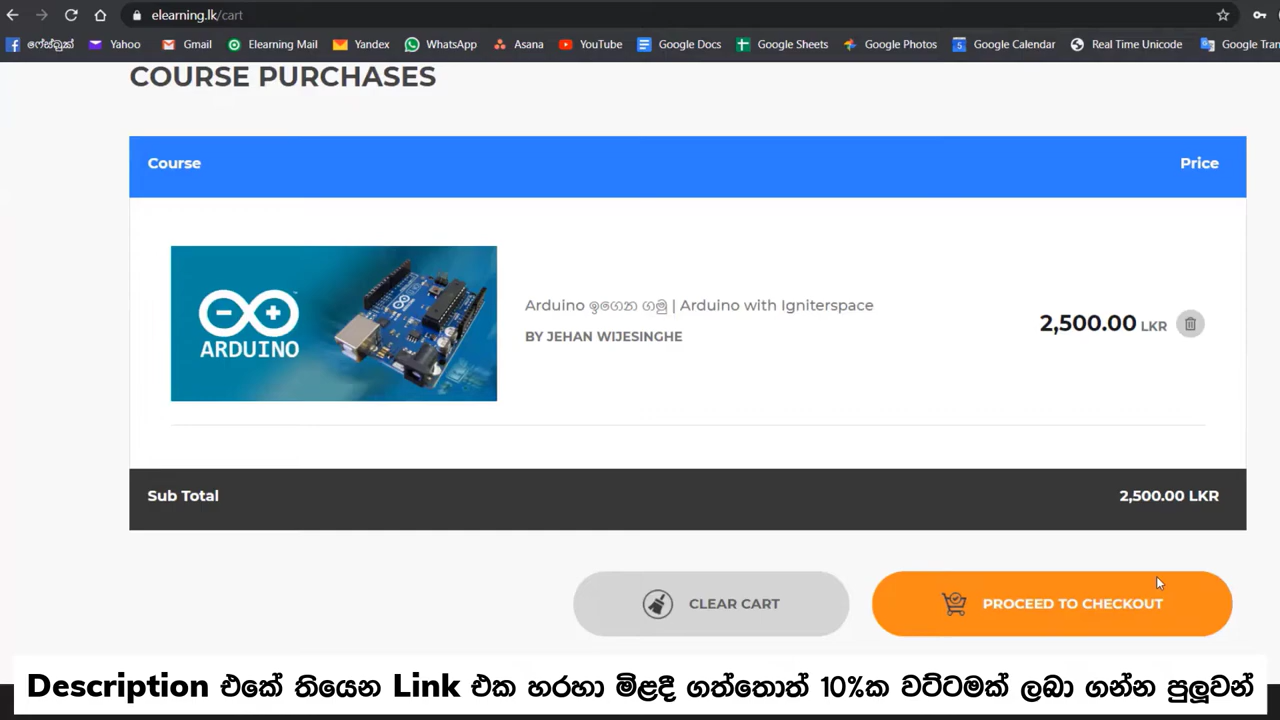 elearning.lk/cart
ෆේස්බුක් Yahoo Gmail Elearning Mail Yandex WhatsApp Asana YouTube Google Docs Google Sheets Google Photos 5 Google Calendar Real Time Unicode Google Tran
COURSE PURCHASES
Course Price
ARDUINO
Arduino ඉගෙන ගමු | Arduino with Igniterspace
BY JEHAN WIJESINGHE
2,500.00 LKR
Sub Total 2,500.00 LKR
CLEAR CART PROCEED TO CHECKOUT
Description එකේ තියෙන Link එක හරහා මිළදී ගත්තොත් 10%ක වට්ටමක් ලබා ගන්න පුලූවන්